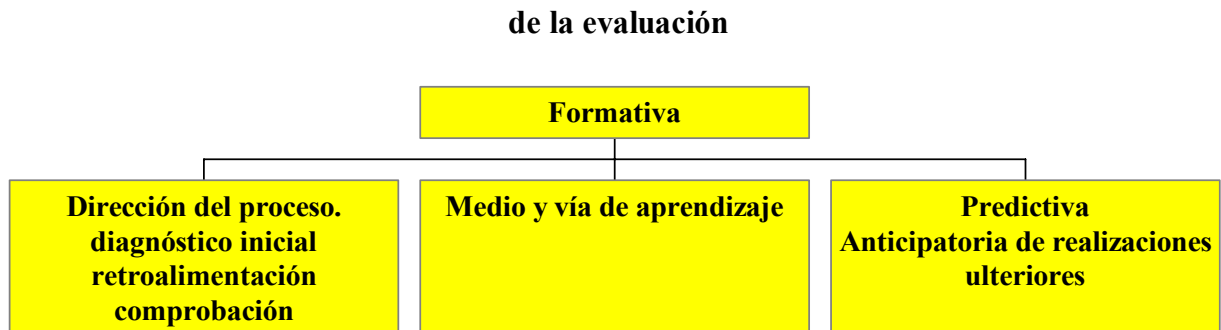 de la evaluación
Formativa
Dirección del proceso.
diagnóstico inicial
retroalimentación
comprobación
Medio y vía de aprendizaje
Predictiva
Anticipatoria de realizaciones
ulteriores